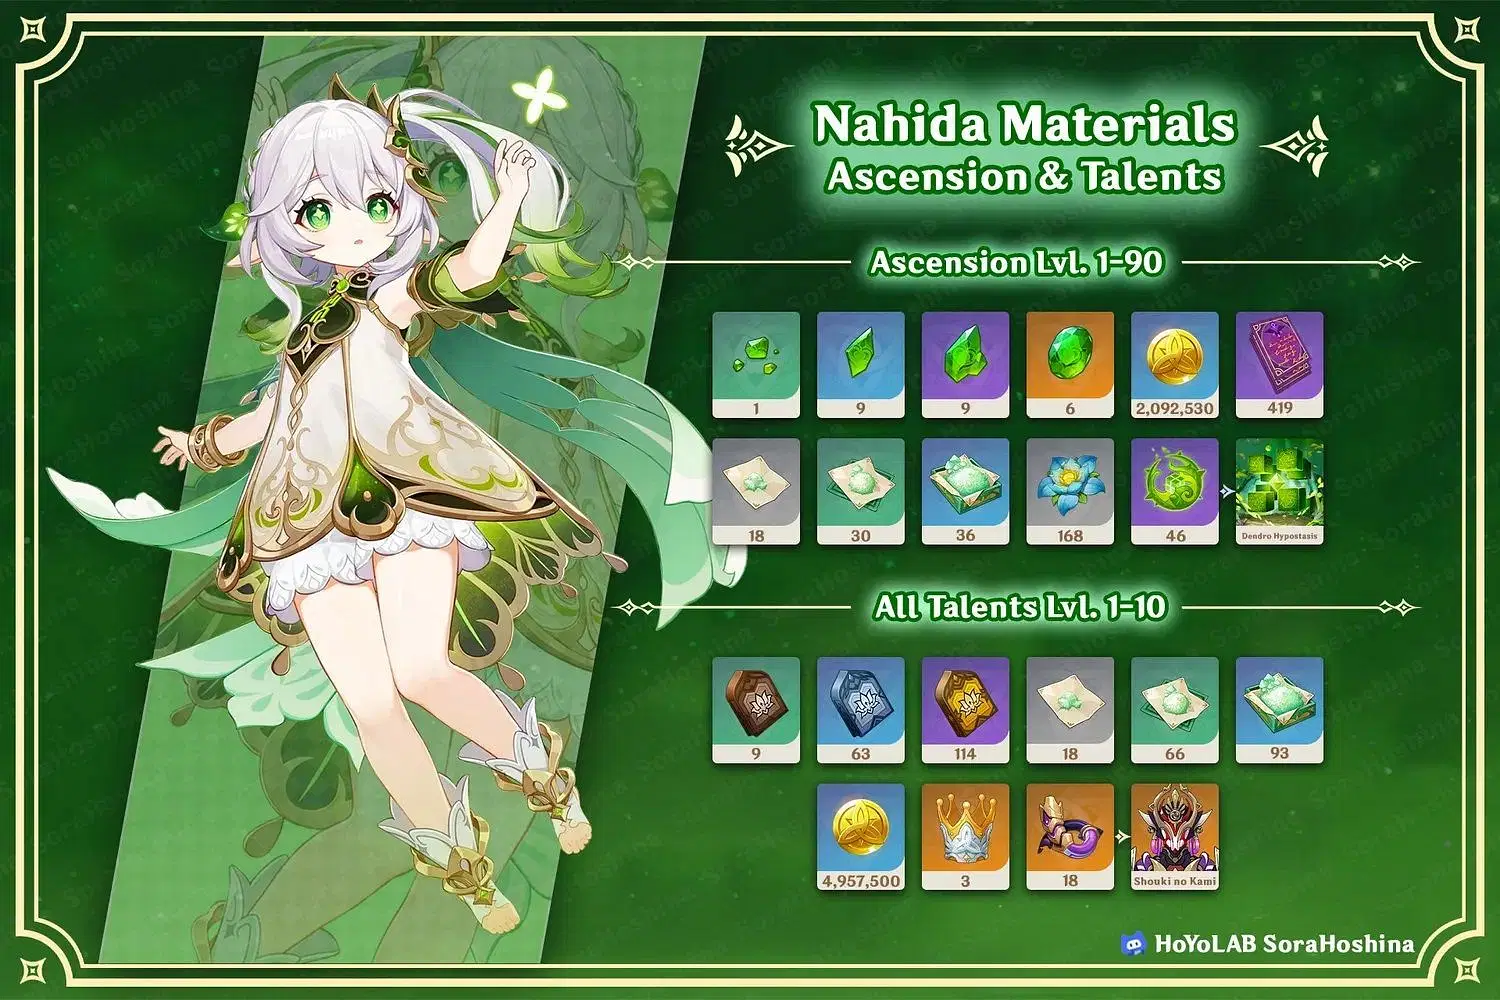 Nahida Materials
Ascension & Talents
Ascension Lvl. 1-90
1 9 9 6 2,092,530 419
18 30 36 168 46 Dendro Hypostasis
All Talents Lvl. 1-10
9 63 114 18 66 93
4,957,500 3 18 Shouki no Kami
HoYoLAB SoraHoshina